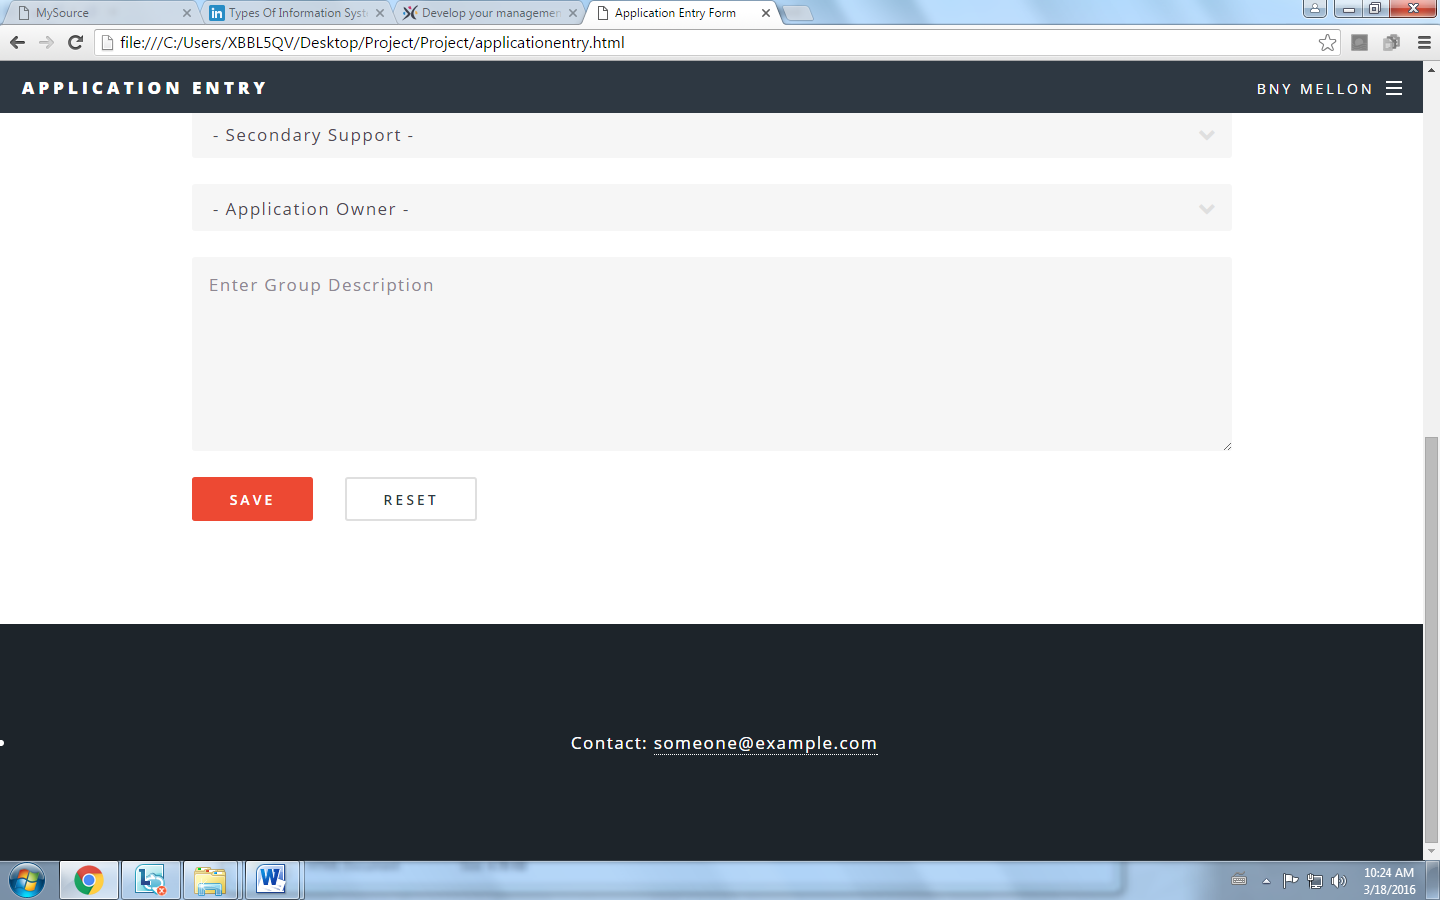 MySource
Types Of Information Syst
Develop your managemen
Application Entry Form
file:///C:/Users/XBBL5QV/Desktop/Project/Project/applicationentry.html
APPLICATION ENTRY
BNY MELLON
- Secondary Support -
- Application Owner -
Enter Group Description
SAVE
RESET
Contact: someone@example.com
10:24 AM
3/18/2016